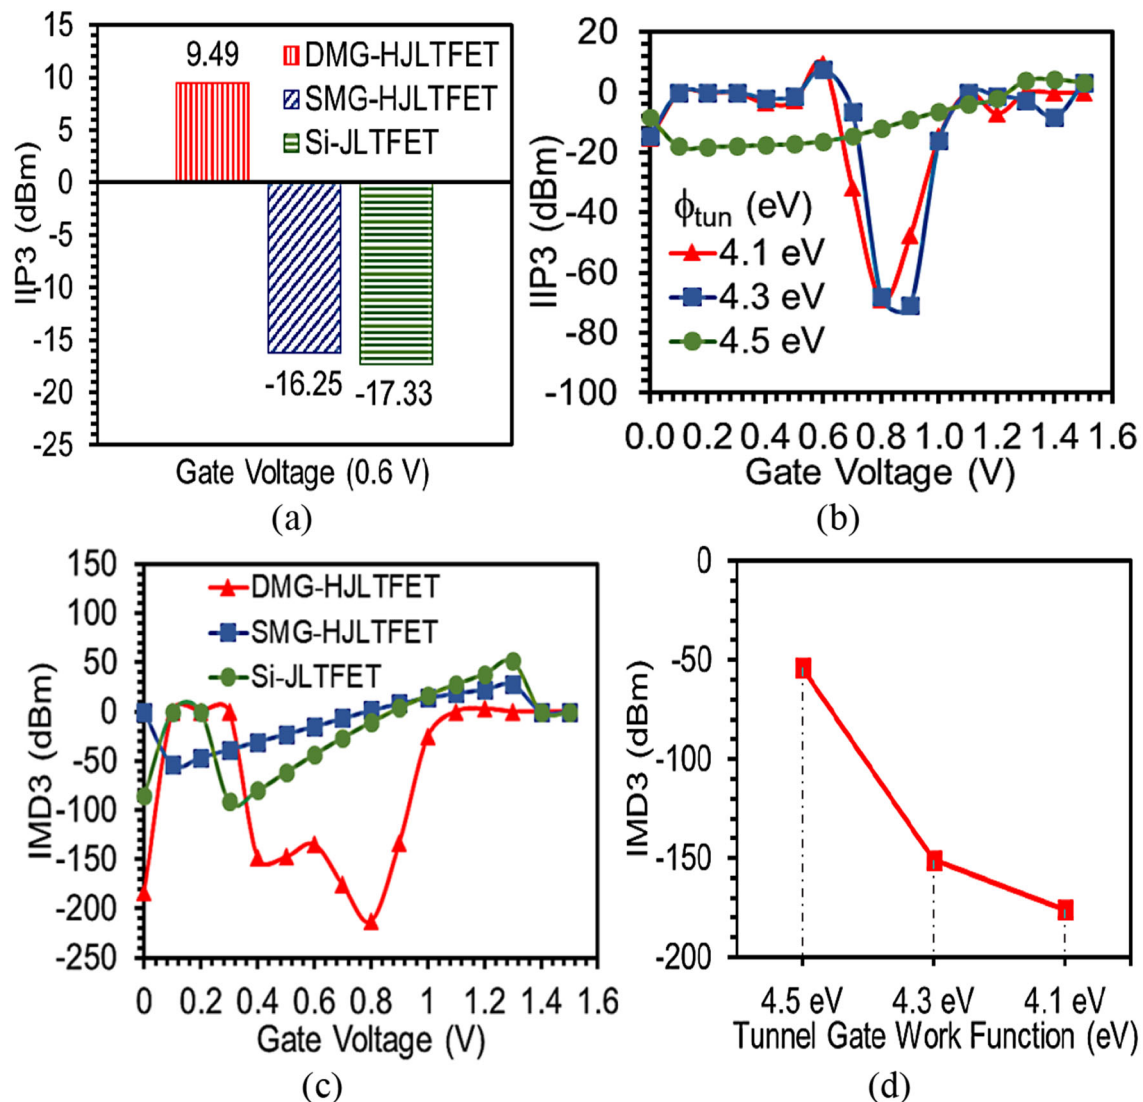 15
10
5
0
-5
-10
-15
-20
-25
IIP3 (dBm)
9.49
-16.25
-17.33
DMG-HJLTFET
SMG-HJLTFET
Si-JLTFET
Gate Voltage (0.6 V)
(a)
20
0
-20
-40
-60
-80
-100
IIP3 (dBm)
ϕtun (eV)
4.1 eV
4.3 eV
4.5 eV
0.0 0.2 0.4 0.6 0.8 1.0 1.2 1.4 1.6
Gate Voltage (V)
(b)
150
100
50
0
-50
-100
-150
-200
-250
IMD3 (dBm)
DMG-HJLTFET
SMG-HJLTFET
Si-JLTFET
0 0.2 0.4 0.6 0.8 1 1.2 1.4 1.6
Gate Voltage (V)
(c)
0
-50
-100
-150
-200
IMD3 (dBm)
4.5 eV 4.3 eV 4.1 eV
Tunnel Gate Work Function (eV)
(d)